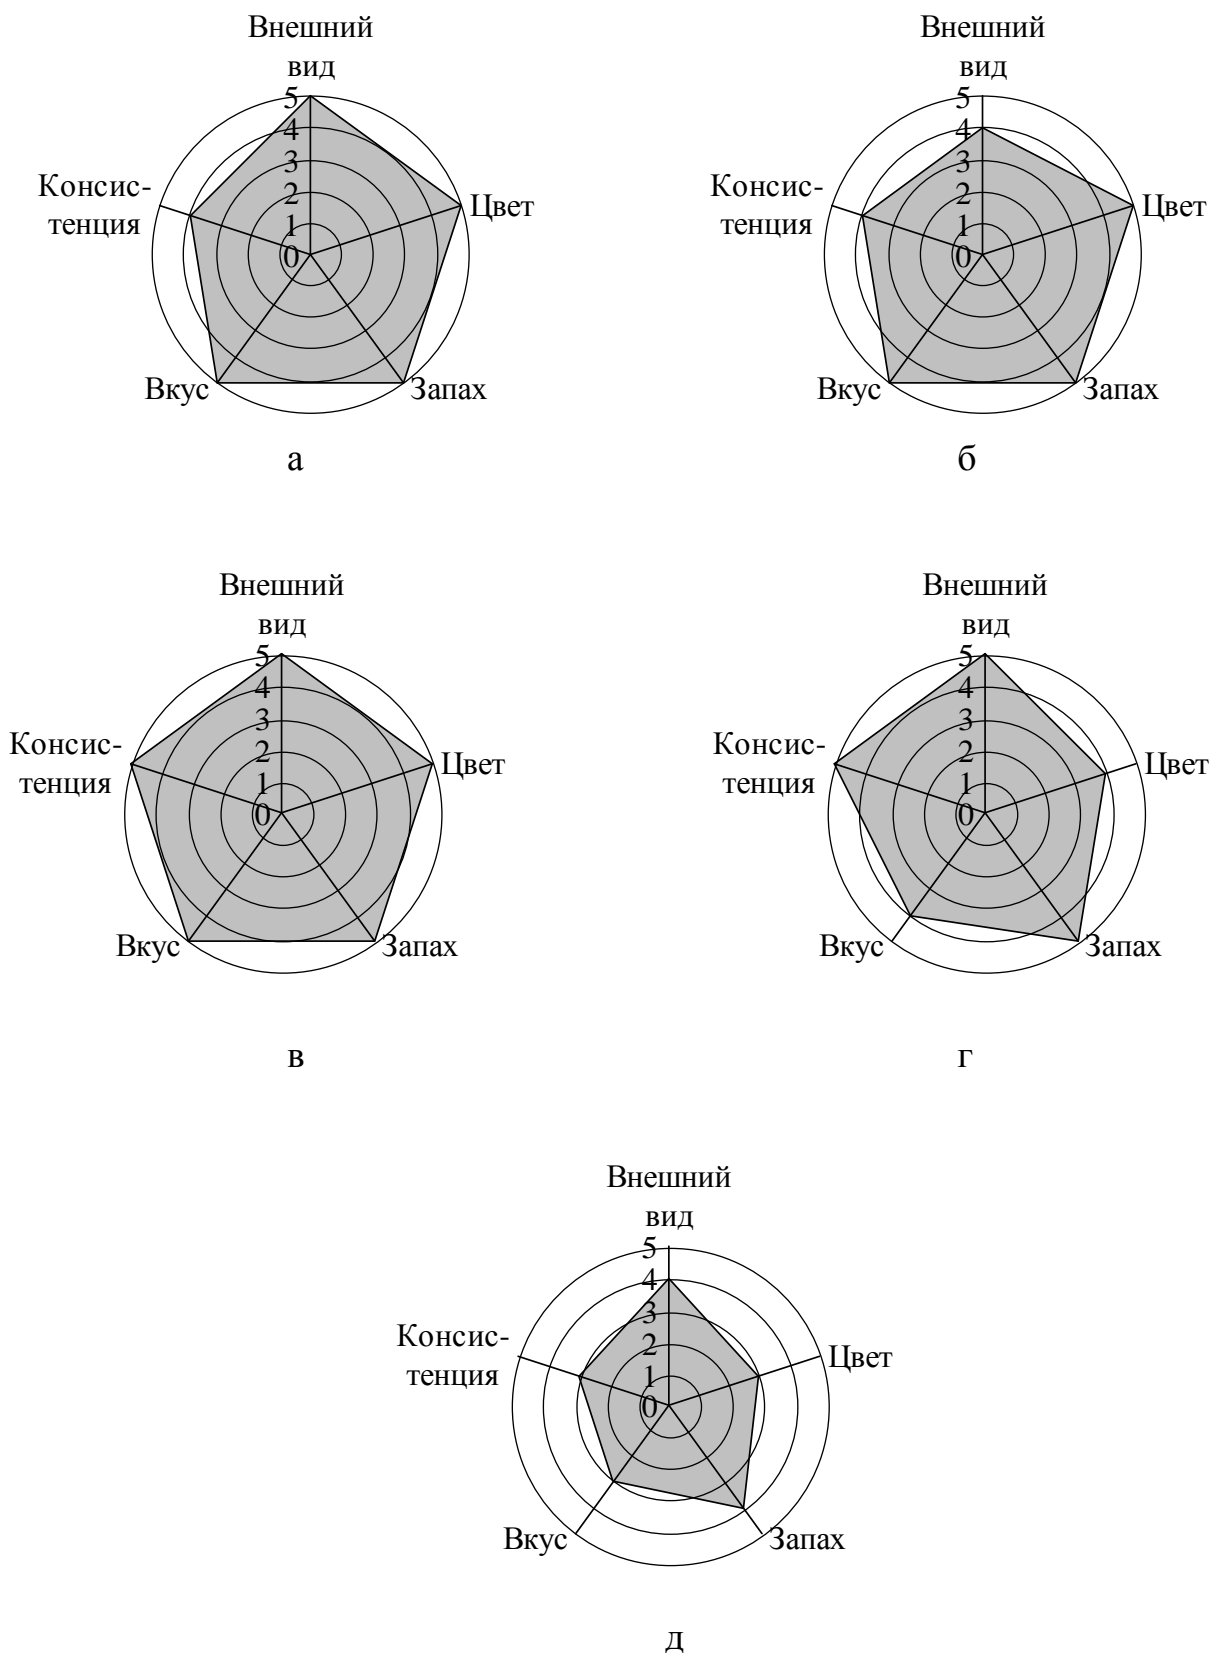 Внешний
вид
5
4
3
2
1
0
Консис-
тенция
Цвет
Вкус
Запах
а
Внешний
вид
5
4
3
2
1
0
Консис-
тенция
Цвет
Вкус
Запах
б
Внешний
вид
5
4
3
2
1
0
Консис-
тенция
Цвет
Вкус
Запах
в
Внешний
вид
5
4
3
2
1
0
Консис-
тенция
Цвет
Вкус
Запах
г
Внешний
вид
5
4
3
2
1
0
Консис-
тенция
Цвет
Вкус
Запах
д